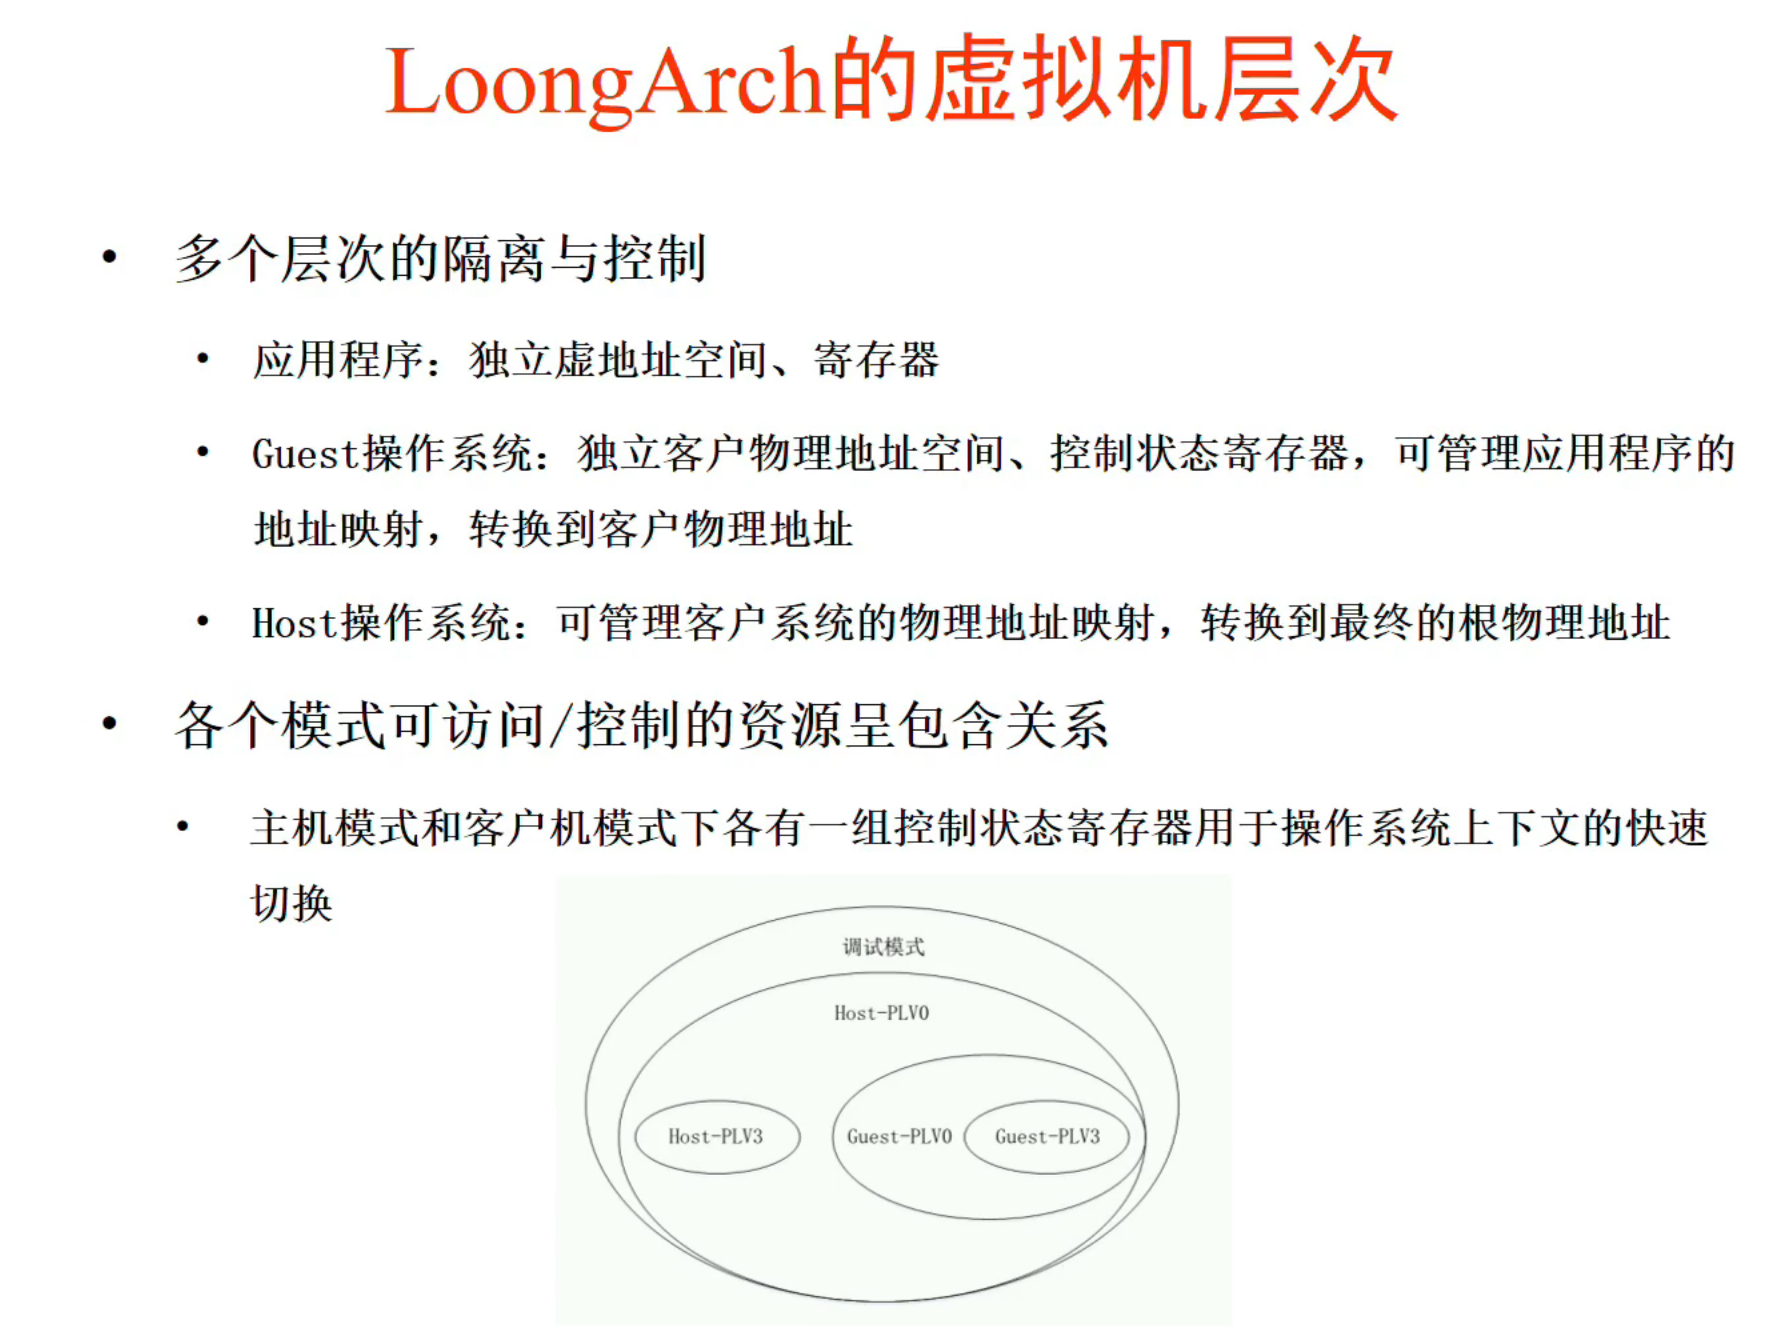 LoongArch的虚拟机层次
• 多个层次的隔离与控制
• 应用程序：独立虚地址空间、寄存器
• Guest操作系统：独立客户物理地址空间、控制状态寄存器，可管理应用程序的
地址映射，转换到客户物理地址
• Host操作系统：可管理客户系统的物理地址映射，转换到最终的根物理地址
• 各个模式可访问/控制的资源呈包含关系
• 主机模式和客户机模式下各有一组控制状态寄存器用于操作系统上下文的快速
切换
调试模式
Host-PLV0
Host-PLV3
Guest-PLV0
Guest-PLV3